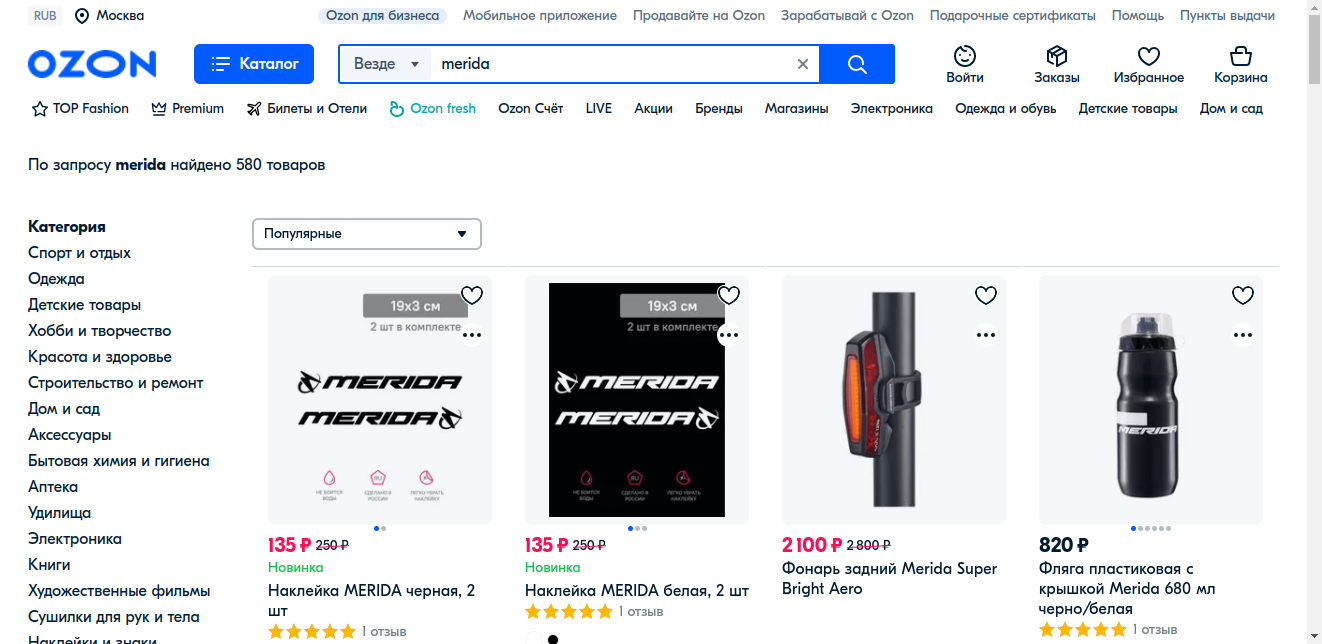 RUB Москва Ozon для бизнеса Мобильное приложение Продавайте на Ozon Зарабатывай с Ozon Подарочные сертификаты Помощь Пункты выдачи
OZON Каталог Везде merida Войти Заказы Избранное Корзина
TOP Fashion Premium Билеты и Отели Ozon fresh Ozon Счёт LIVE Акции Бренды Магазины Электроника Одежда и обувь Детские товары Дом и сад
По запросу merida найдено 580 товаров
Категория
Спорт и отдых
Одежда
Детские товары
Хобби и творчество
Красота и здоровье
Строительство и ремонт
Дом и сад
Аксессуары
Бытовая химия и гигиена
Аптека
Удилища
Электроника
Книги
Художественные фильмы
Сушилки для рук и тела
Наклейки и знаки
Популярные
19x3 см
2 шт в комплекте
MERIDA
MERIDA
НЕ БОИТСЯ ВОДЫ
СДЕЛАНО В РОССИИ
ЛЕГКО УБРАТЬ НАКЛЕЙКУ
135 ₽ 250 ₽
Новинка
Наклейка MERIDA черная, 2
шт
1 отзыв
19x3 см
2 шт в комплекте
MERIDA
MERIDA
НЕ БОИТСЯ ВОДЫ
СДЕЛАНО В РОССИИ
ЛЕГКО УБРАТЬ НАКЛЕЙКУ
135 ₽ 250 ₽
Новинка
Наклейка MERIDA белая, 2 шт
1 отзыв
2 100 ₽ 2 800 ₽
Фонарь задний Merida Super
Bright Aero
MERIDA
820 ₽
Фляга пластиковая с
крышкой Merida 680 мл
черно/белая
1 отзыв